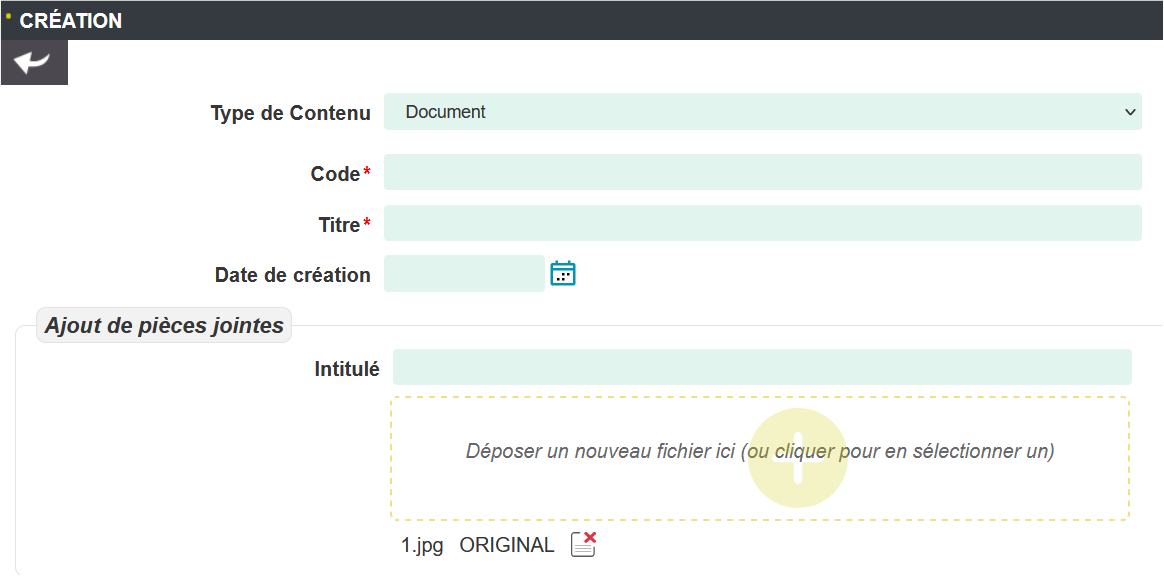 CRÉATION
Type de Contenu Document
Code*
Titre*
Date de création
Ajout de pièces jointes
Intitulé
Déposer un nouveau fichier ici (ou cliquer pour en sélectionner un)
1.jpg ORIGINAL